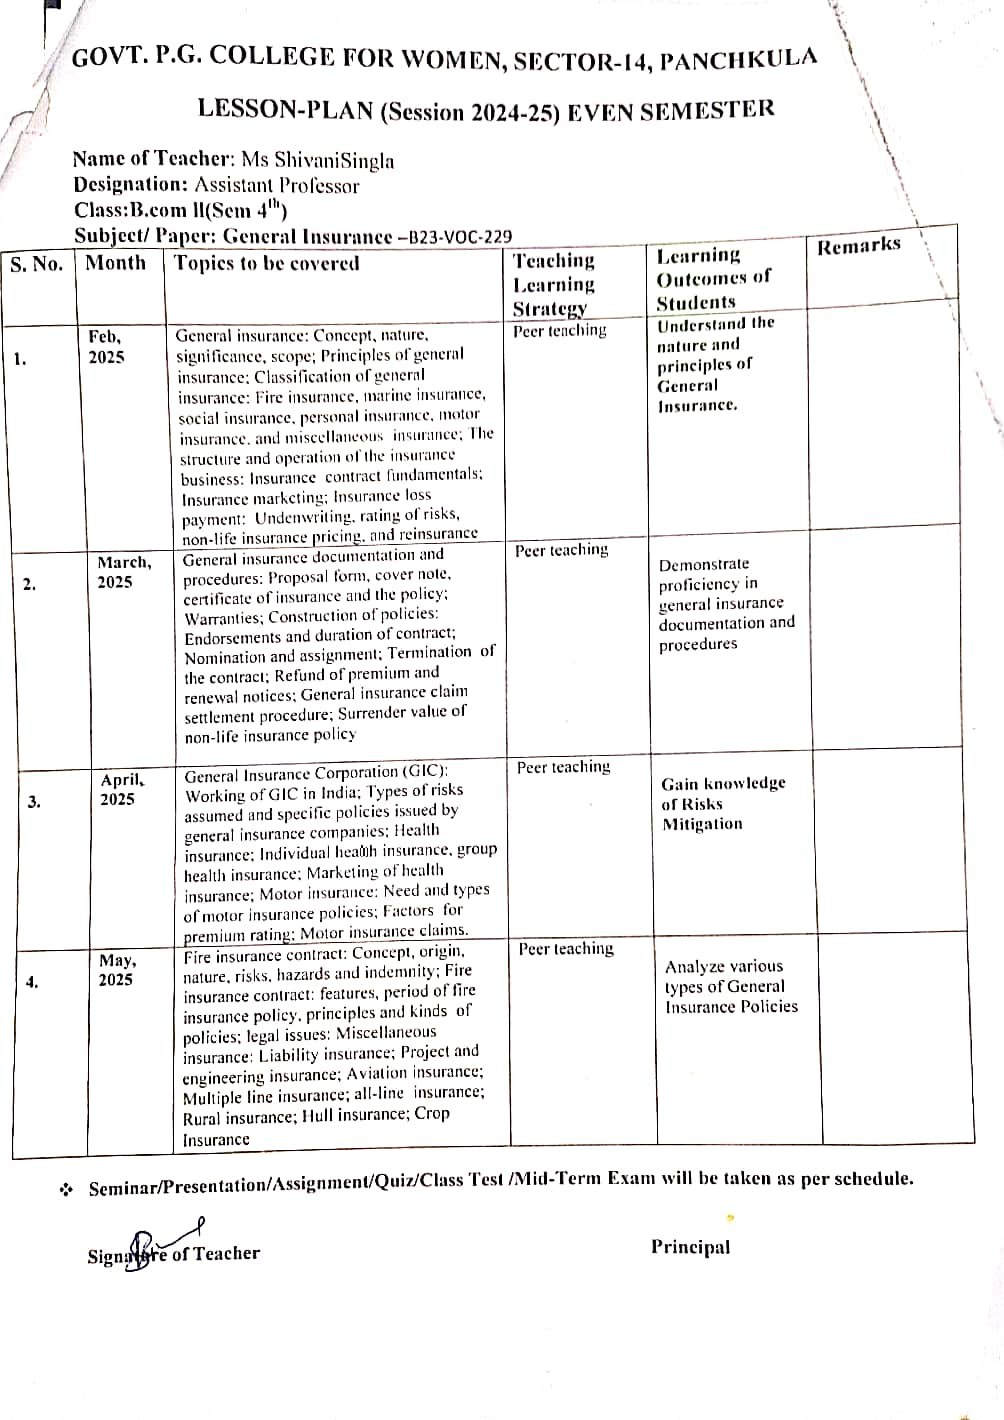 GOVT. P.G. COLLEGE FOR WOMEN, SECTOR-14, PANCHKULA
LESSON-PLAN (Session 2024-25) EVEN SEMESTER
Name of Teacher: Ms ShivaniSingla
Designation: Assistant Professor
Class:B.com II(Sem 4th)
Subject/ Paper: General Insurance –B23-VOC-229
S. No.
Month
Topics to be covered
Teaching
Learning
Strategy
Learning
Outcomes of
Students
Remarks
1.
Feb,
2025
General insurance: Concept, nature,
significance, scope; Principles of general
insurance; Classification of general
insurance: Fire insurance, marine insurance,
social insurance, personal insurance, motor
insurance, and miscellaneous insurance; The
structure and operation of the insurance
business: Insurance contract fundamentals;
Insurance marketing; Insurance loss
payment: Undenwriting, rating of risks,
non-life insurance pricing, and reinsurance
Peer teaching
Understand the
nature and
principles of
General
Insurance.
2.
March,
2025
General insurance documentation and
procedures: Proposal form, cover note,
certificate of insurance and the policy;
Warranties; Construction of policies:
Endorsements and duration of contract;
Nomination and assignment; Termination of
the contract; Refund of premium and
renewal notices; General insurance claim
settlement procedure; Surrender value of
non-life insurance policy
Peer teaching
Demonstrate
proficiency in
general insurance
documentation and
procedures
3.
April,
2025
General Insurance Corporation (GIC):
Working of GIC in India; Types of risks
assumed and specific policies issued by
general insurance companies; Health
insurance; Individual health insurance, group
health insurance; Marketing of health
insurance; Motor insurance: Need and types
of motor insurance policies; Factors for
premium rating; Motor insurance claims.
Peer teaching
Gain knowledge
of Risks
Mitigation
4.
May,
2025
Fire insurance contract: Concept, origin,
nature, risks, hazards and indemnity; Fire
insurance contract: features, period of fire
insurance policy, principles and kinds of
policies; legal issues: Miscellaneous
insurance: Liability insurance; Project and
engineering insurance; Aviation insurance;
Multiple line insurance; all-line insurance;
Rural insurance; Hull insurance; Crop
Insurance
Peer teaching
Analyze various
types of General
Insurance Policies
❖ Seminar/Presentation/Assignment/Quiz/Class Test /Mid-Term Exam will be taken as per schedule.
Signature of Teacher
Principal